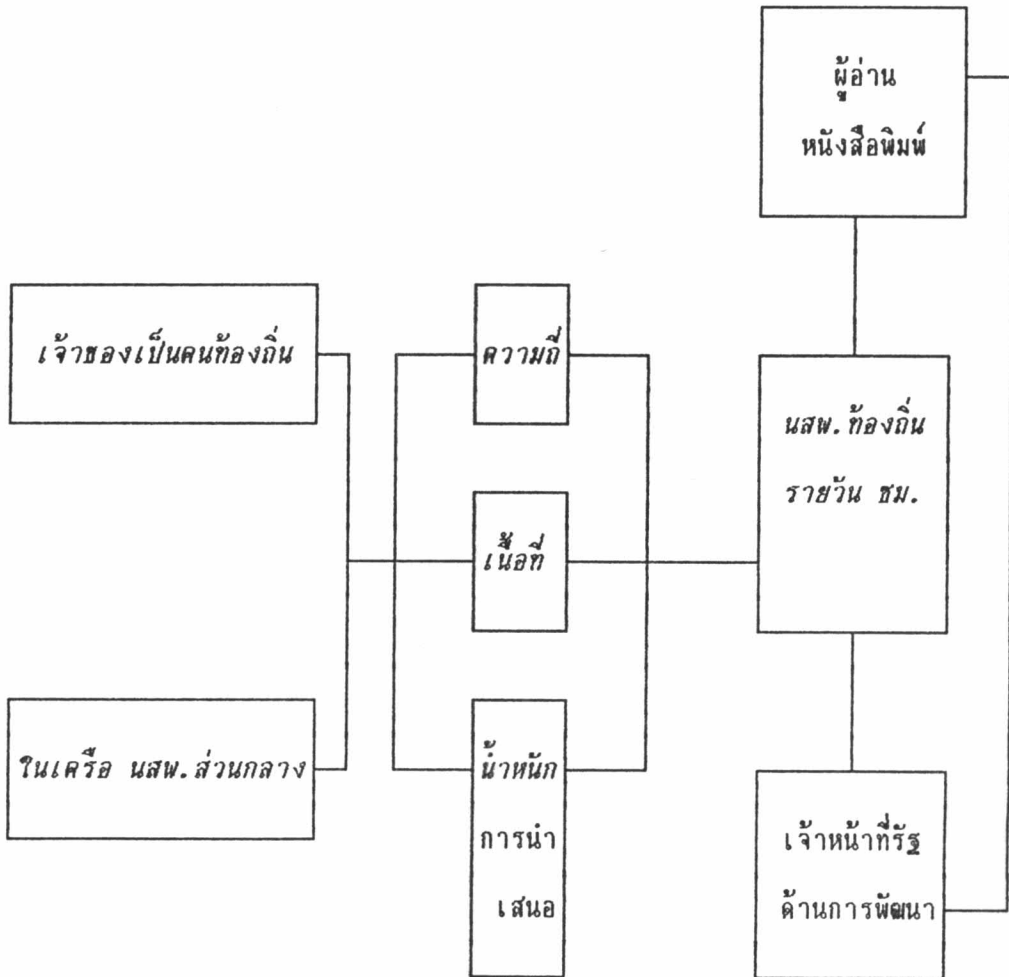 ผู้อ่าน
หนังสือพิมพ์
เจ้าของเป็นคนท้องถิ่น
ความถี่
นสพ.ท้องถิ่น
รายวัน ชม.
เนื้อที่
ในเครือ นสพ.ส่วนกลาง
น้ำหนัก
การนำ
เสนอ
เจ้าหน้าที่รัฐ
ด้านการพัฒนา